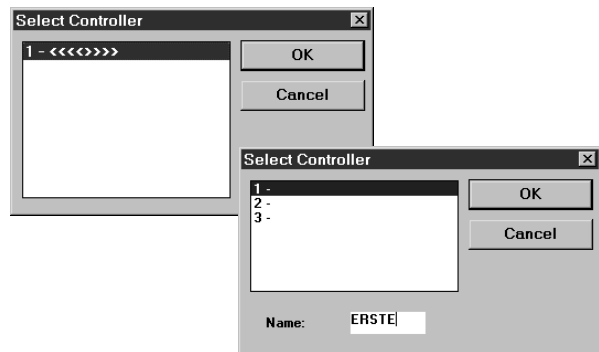 Select Controller
1 - <<<<>>>>
OK
Cancel
Select Controller
1 -
2 -
3 -
OK
Cancel
Name: ERSTE